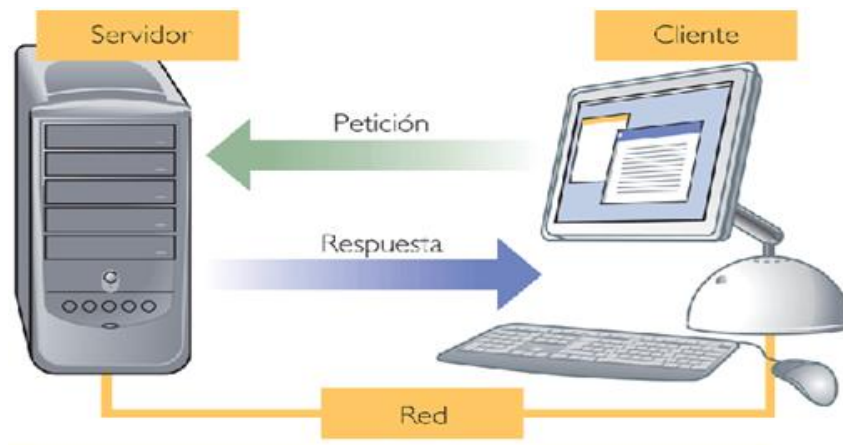 Servidor
Cliente
Petición
Respuesta
Red